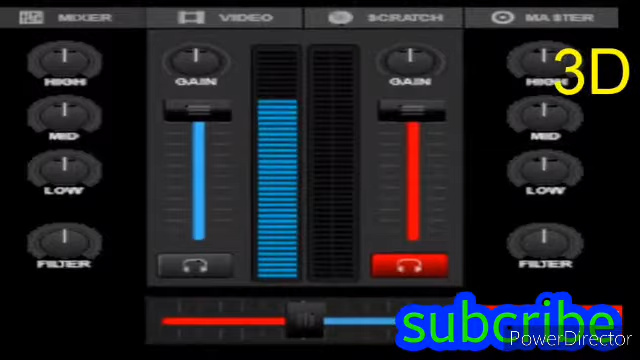 MIXER VIDEO SCRATCH MASTER
3D
HIGH GAIN GAIN HIGH
MID MID
LOW LOW
FILTER FILTER
subcribe
PowerDirector